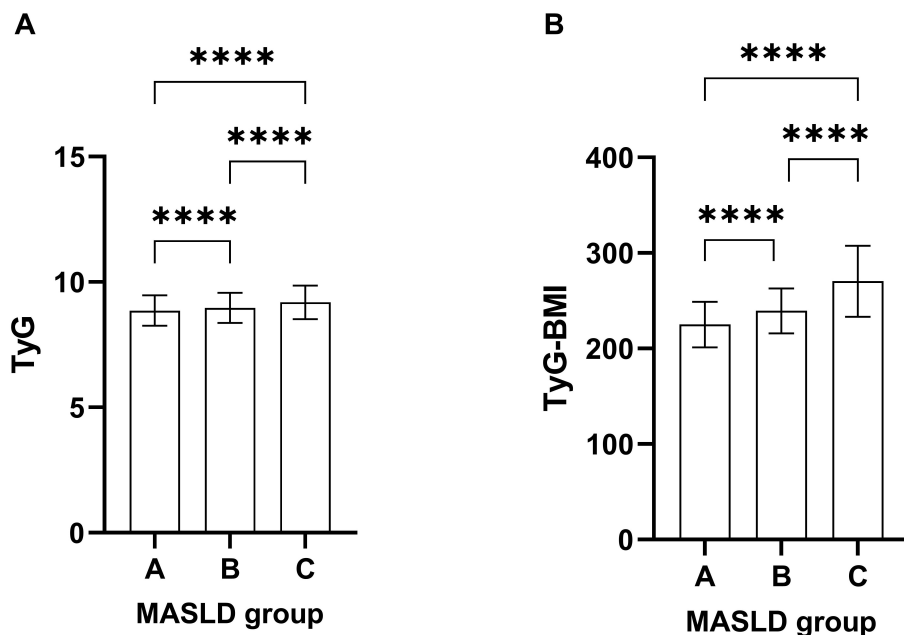 A
****
****
****
15
10
5
0
TyG
A B C
MASLD group
B
****
****
****
400
300
200
100
0
TyG-BMI
A B C
MASLD group